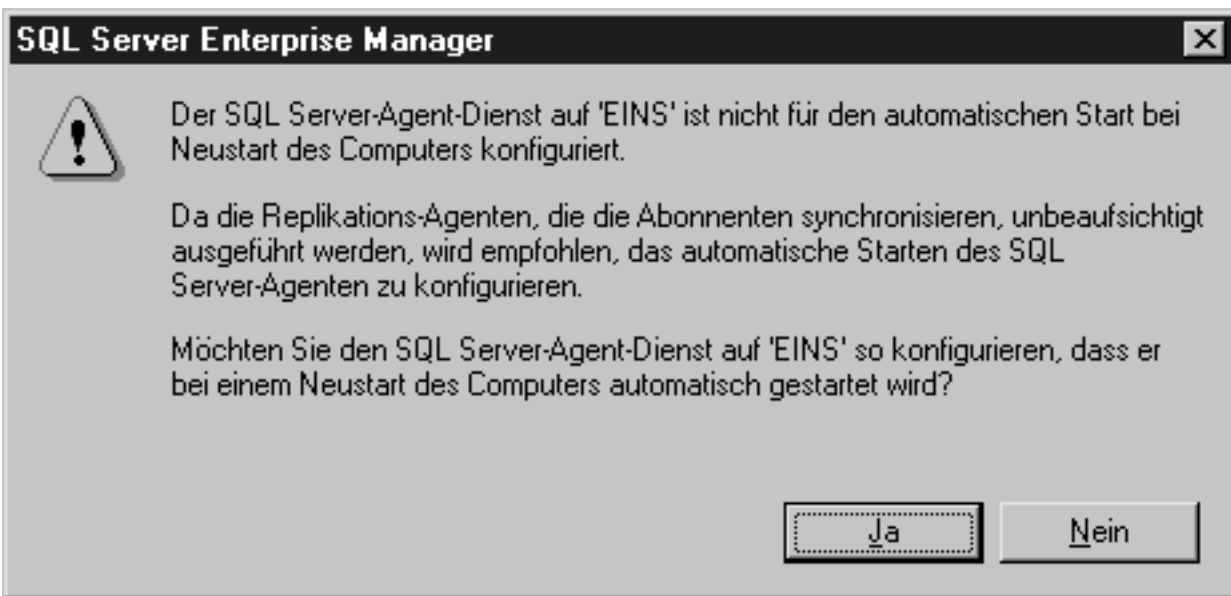 SQL Server Enterprise Manager
Der SQL Server-Agent-Dienst auf 'EINS' ist nicht für den automatischen Start bei
Neustart des Computers konfiguriert.
Da die Replikations-Agenten, die die Abonnenten synchronisieren, unbeaufsichtigt
ausgeführt werden, wird empfohlen, das automatische Starten des SQL
Server-Agenten zu konfigurieren.
Möchten Sie den SQL Server-Agent-Dienst auf 'EINS' so konfigurieren, dass er
bei einem Neustart des Computers automatisch gestartet wird?
Ja
Nein